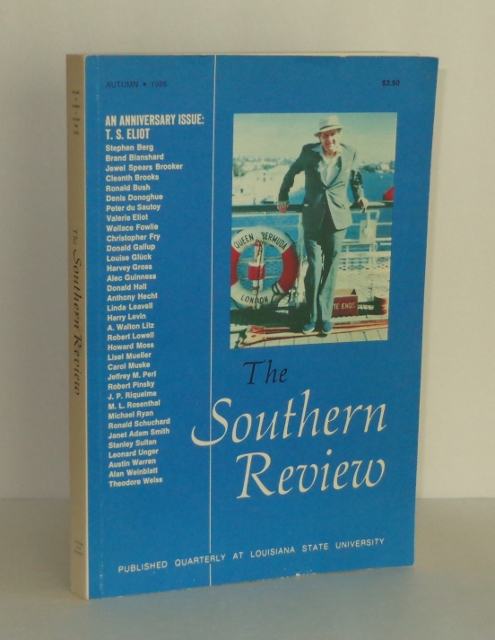 AUTUMN • 1985
$3.50
AN ANNIVERSARY ISSUE:
T. S. ELIOT
Stephen Berg
Brand Blanshard
Jewel Spears Brooker
Cleanth Brooks
Ronald Bush
Denis Donoghue
Peter du Sautoy
Valerie Eliot
Wallace Fowlie
Christopher Fry
Donald Gallup
Louise Glück
Harvey Gross
Alec Guinness
Donald Hall
Anthony Hecht
Linda Leavell
Harry Levin
A. Walton Litz
Robert Lowell
Howard Moss
Lisel Mueller
Carol Muske
Jeffrey M. Perl
Robert Pinsky
J. P. Riquelme
M. L. Rosenthal
Michael Ryan
Ronald Schuchard
Janet Adam Smith
Stanley Sultan
Leonard Unger
Austin Warren
Alan Weinblatt
Theodore Weiss
QUEEN OF BERMUDA
LONDON
The
Southern
Review
PUBLISHED QUARTERLY AT LOUISIANA STATE UNIVERSITY
The Southern Review